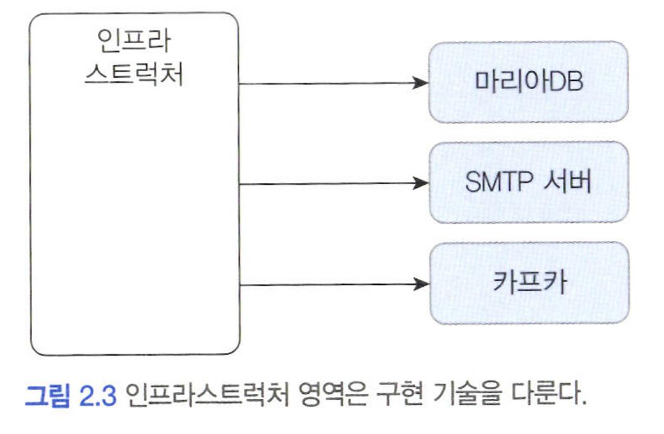 인프라
스트럭처
마리아DB
SMTP 서버
카프카
그림 2.3 인프라스트럭처 영역은 구현 기술을 다룬다.